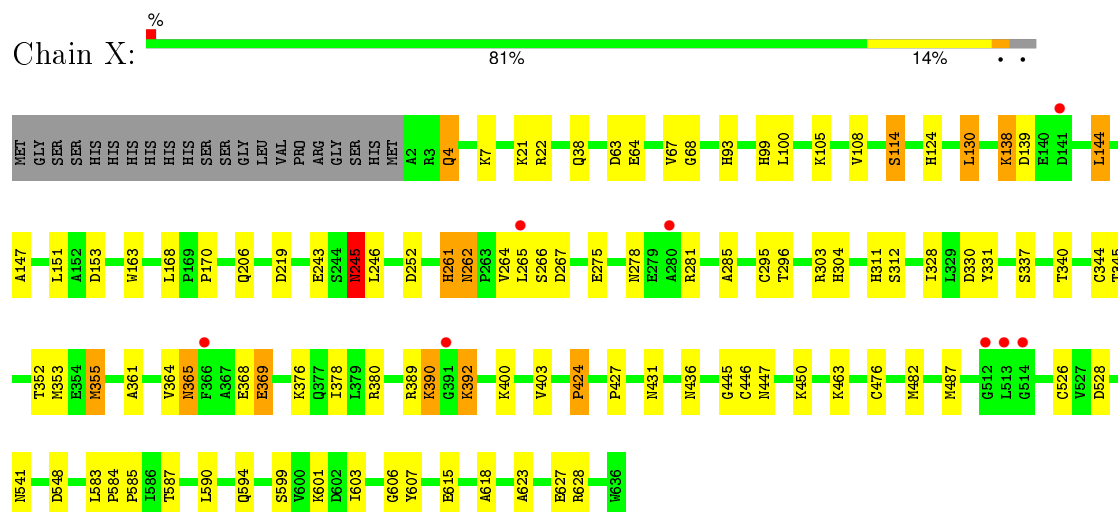 %
Chain X:
81% 14% • •
MET GLY SER SER HIS HIS HIS HIS HIS HIS SER SER GLY LEU VAL PRO ARG GLY SER HIS MET A2 R3 Q4 K7 K21 R22 Q38 D63 E64 V67 G68 H93 H99 L100 K105 V108 S114 H124 L130 K138 D139 E140 D141 L144
A147 L151 A152 D153 W163 L168 P169 P170 Q206 D219 E243 S244 N245 L246 D252 H261 N262 P263 V264 L265 S266 D267 E275 N278 E279 A280 R281 A285 C295 T296 R303 H304 H311 S312 I328 L329 D330 Y331 S337 T340 C344 T345
T352 M353 E354 M355 A361 V364 N365 F366 A367 E368 E369 K376 Q377 I378 L379 R380 R389 K390 G391 K392 K400 V403 P424 P427 N431 N436 G445 C446 N447 K450 K463 C476 M482 M487 G512 L513 G514 C526 V527 D528
N541 D548 L583 P584 P585 I586 T587 L590 Q594 S599 V600 K601 D602 I603 G606 Y607 E615 A618 A623 E627 R628 W636